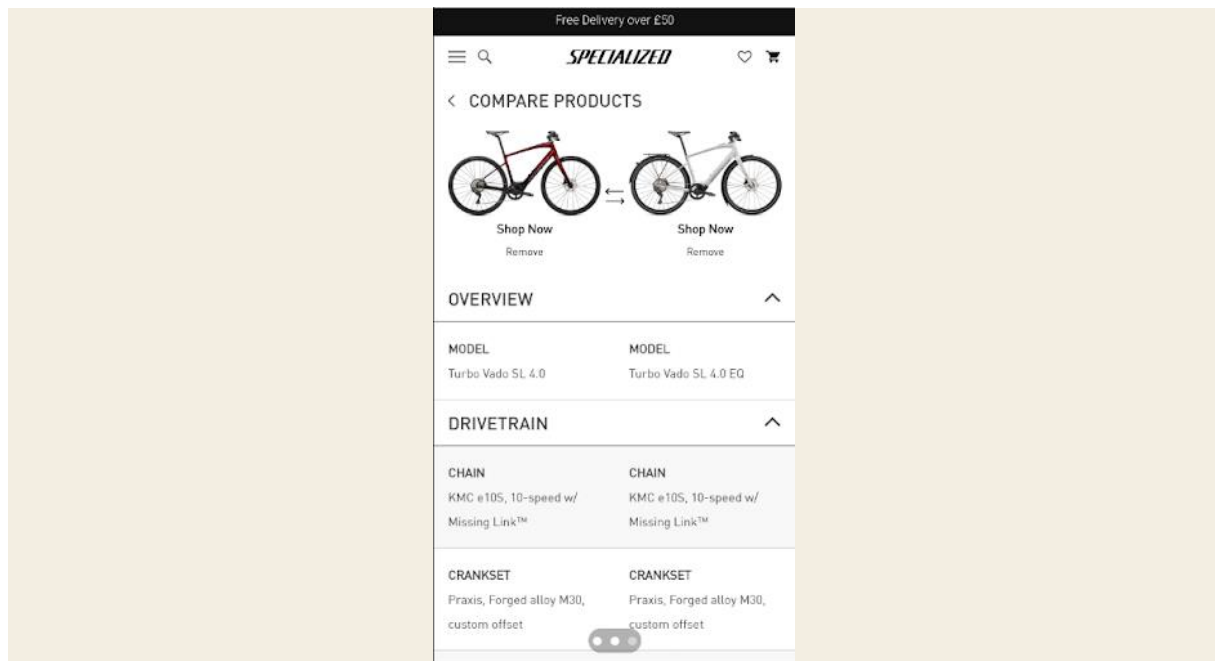 Free Delivery over £50
SPECIALIZED
COMPARE PRODUCTS
Shop Now
Shop Now
Remove
Remove
OVERVIEW
MODEL
MODEL
Turbo Vado SL 4.0
Turbo Vado SL 4.0 EQ
DRIVETRAIN
CHAIN
CHAIN
KMC e10S, 10-speed w/
KMC e10S, 10-speed w/
Missing Link™
Missing Link™
CRANKSET
CRANKSET
Praxis, Forged alloy M30,
Praxis, Forged alloy M30,
custom offset
custom offset